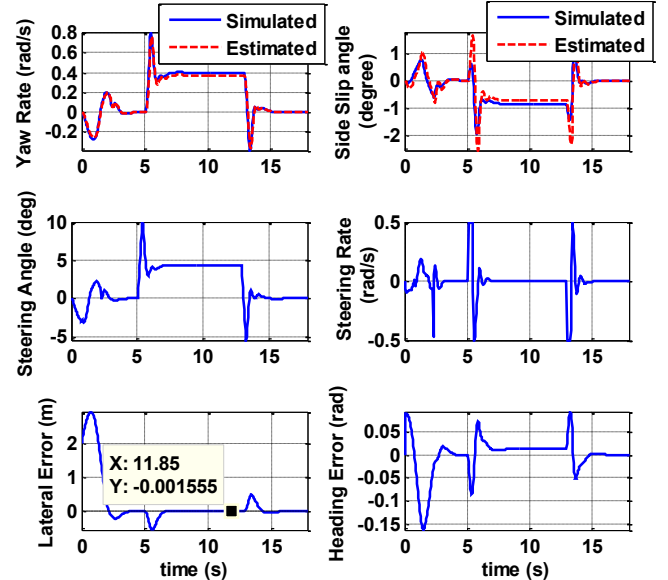 Simulated
Estimated
Simulated
Estimated
Yaw Rate (rad/s)
0.8
0.6
0.4
0.2
0
-0.2
0 5 10 15
Side Slip angle
(degree)
1
0
-1
-2
0 5 10 15
Steering Angle (deg)
10
5
0
-5
0 5 10 15
Steering Rate
(rad/s)
0.5
0
-0.5
0 5 10 15
Lateral Error (m)
2
1
0
X: 11.85
Y: -0.001555
0 5 10 15
time (s)
Heading Error (rad)
0.05
0
-0.05
-0.1
-0.15
0 5 10 15
time (s)